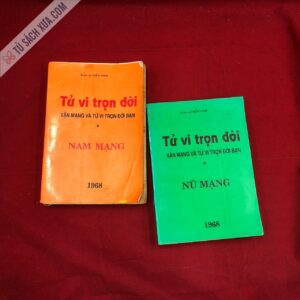 TỦ SÁCH XƯA.COM
Tử vi trọn đời
VẬN MẠNG VÀ TỬ VI TRỌN ĐỜI BẠN
NAM MẠNG
1968
Tử vi trọn đời
VẬN MẠNG VÀ TỬ VI TRỌN ĐỜI BẠN
NỮ MẠNG
1968